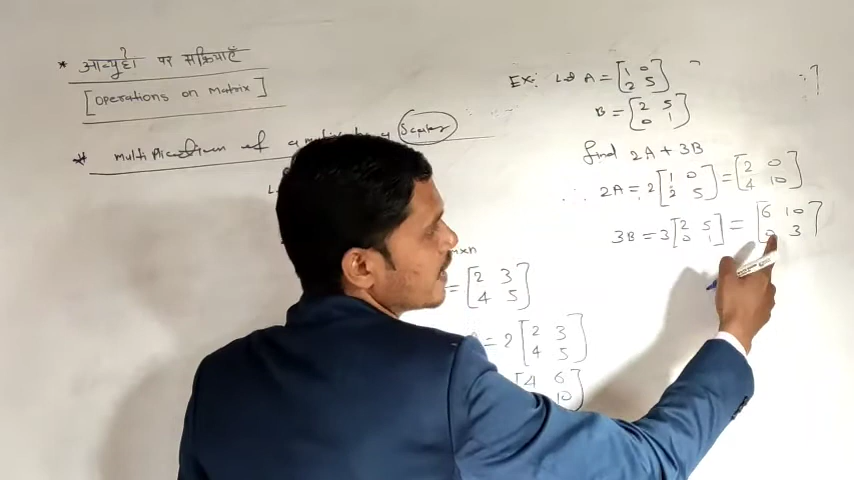 * आव्यूहों पर संक्रियाएँ
[Operations on Matrix]
* Multiplication of a matrix by a Scalar
m×n
= [2 3
4 5]
= 2 [2 3
4 5]
[4 6
10]
Ex: Let A = [1 0
2 5]
B = [2 5
0 1]
find 2A + 3B
∴ 2A = 2 [1 0
2 5] = [2 0
4 10]
3B = 3 [2 5
0 1] = [6 10
0 3]